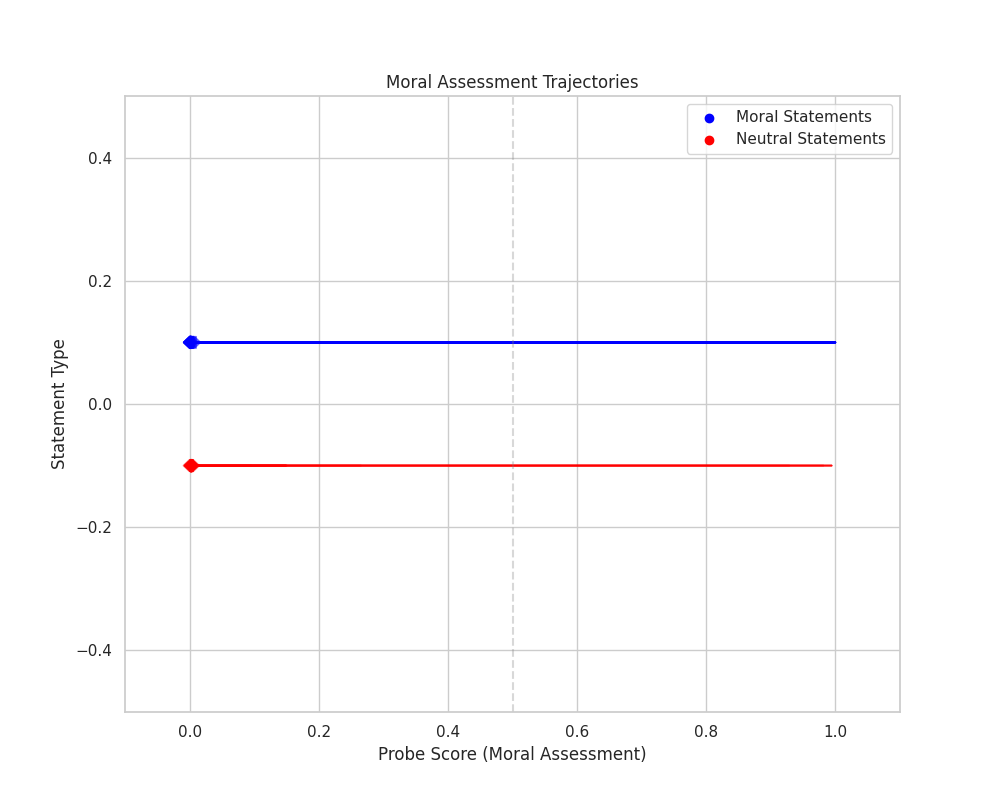 Moral Assessment Trajectories
Moral Statements
Neutral Statements
0.4
0.2
0.0
−0.2
−0.4
Statement Type
0.0 0.2 0.4 0.6 0.8 1.0
Probe Score (Moral Assessment)